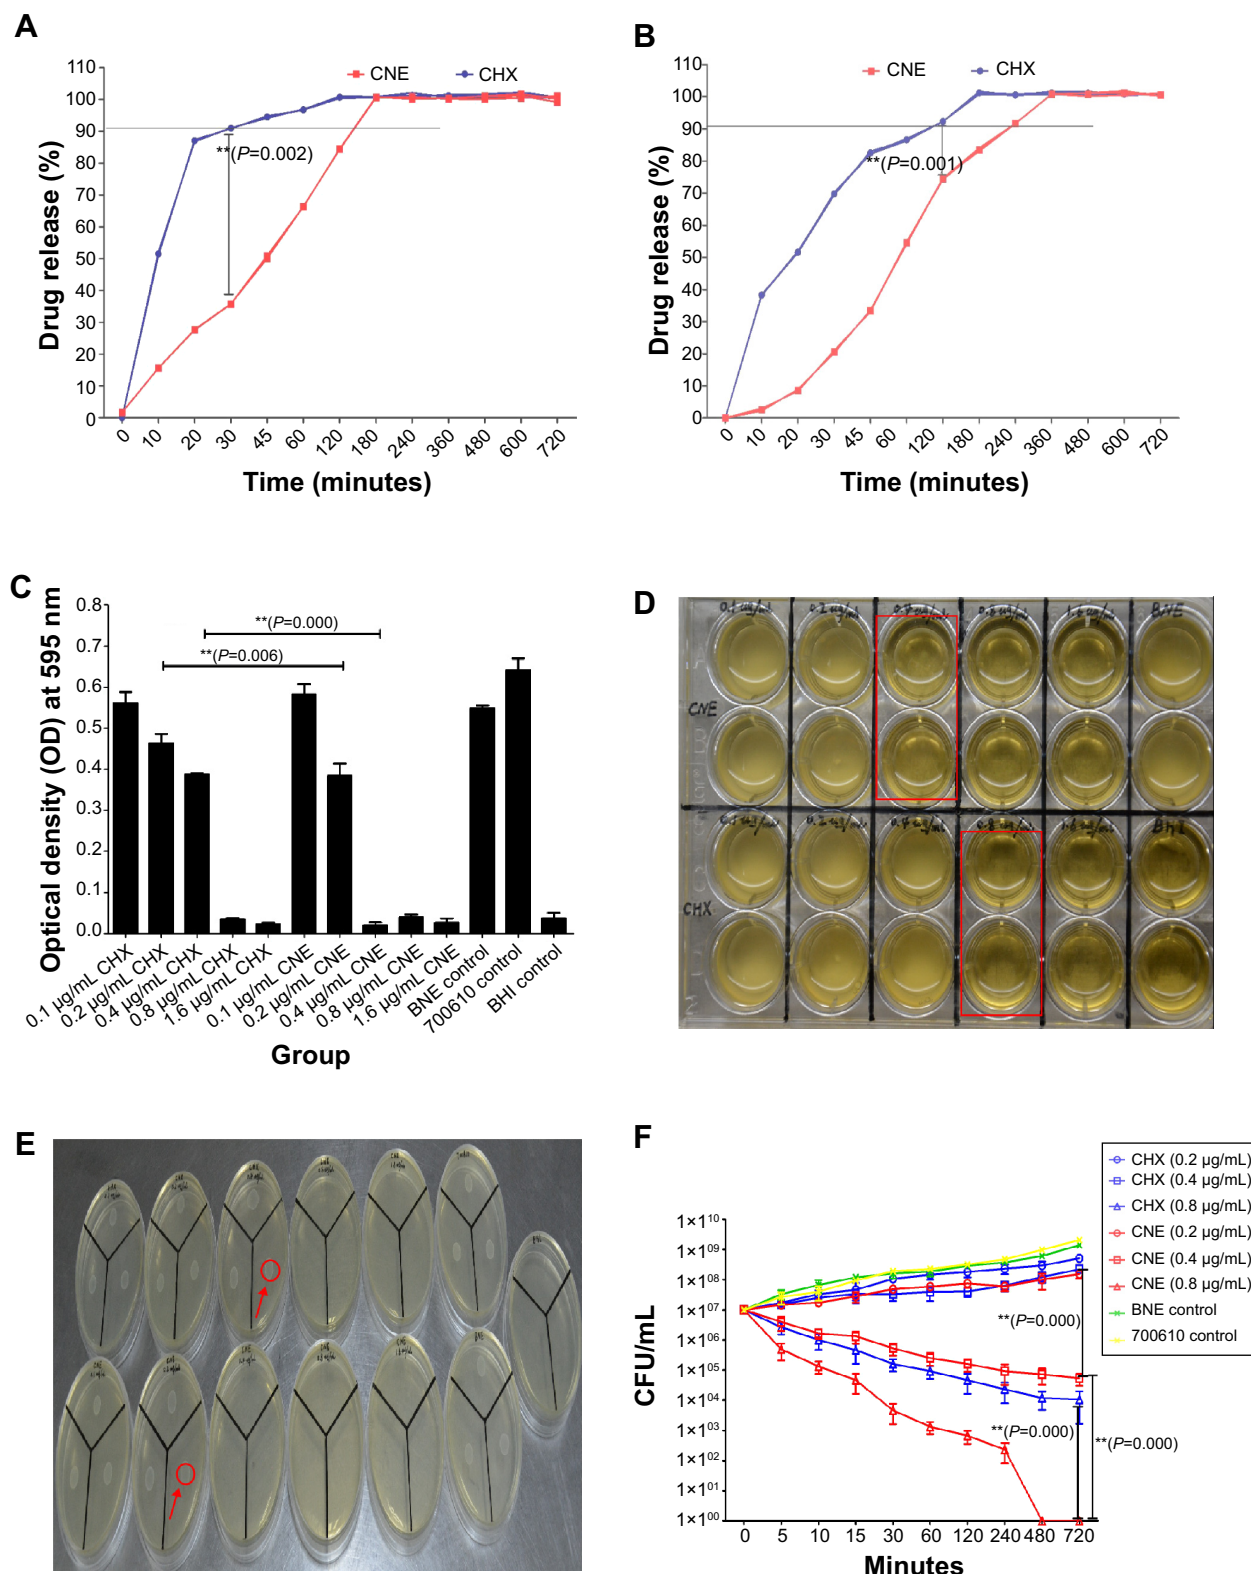 A
CNE
CHX
Drug release (%)
110
100
90
80
70
60
50
40
30
20
10
0
**(P=0.002)
0
10
20
30
45
60
120
180
240
360
480
600
720
Time (minutes)
B
CNE
CHX
Drug release (%)
110
100
90
80
70
60
50
40
30
20
10
0
**(P=0.001)
0
10
20
30
45
60
120
180
240
360
480
600
720
Time (minutes)
C
Optical density (OD) at 595 nm
0.8
0.7
0.6
0.5
0.4
0.3
0.2
0.1
0.0
**(P=0.000)
**(P=0.006)
0.1 µg/mL CHX
0.2 µg/mL CHX
0.4 µg/mL CHX
0.8 µg/mL CHX
1.6 µg/mL CHX
0.1 µg/mL CNE
0.2 µg/mL CNE
0.4 µg/mL CNE
0.8 µg/mL CNE
1.6 µg/mL CNE
BNE control
700610 control
BHI control
Group
D
0.1 µg/ml
0.2 µg/ml
BNE
CNE
CHX
E
F
CHX (0.2 µg/mL)
CHX (0.4 µg/mL)
CHX (0.8 µg/mL)
CNE (0.2 µg/mL)
CNE (0.4 µg/mL)
CNE (0.8 µg/mL)
BNE control
700610 control
CFU/mL
1×10¹⁰
1×10⁰⁹
1×10⁰⁸
1×10⁰⁷
1×10⁰⁶
1×10⁰⁵
1×10⁰⁴
1×10⁰³
1×10⁰²
1×10⁰¹
1×10⁰⁰
**(P=0.000)
**(P=0.000)
**(P=0.000)
0 5 10 15 30 60 120 240 480 720
Minutes